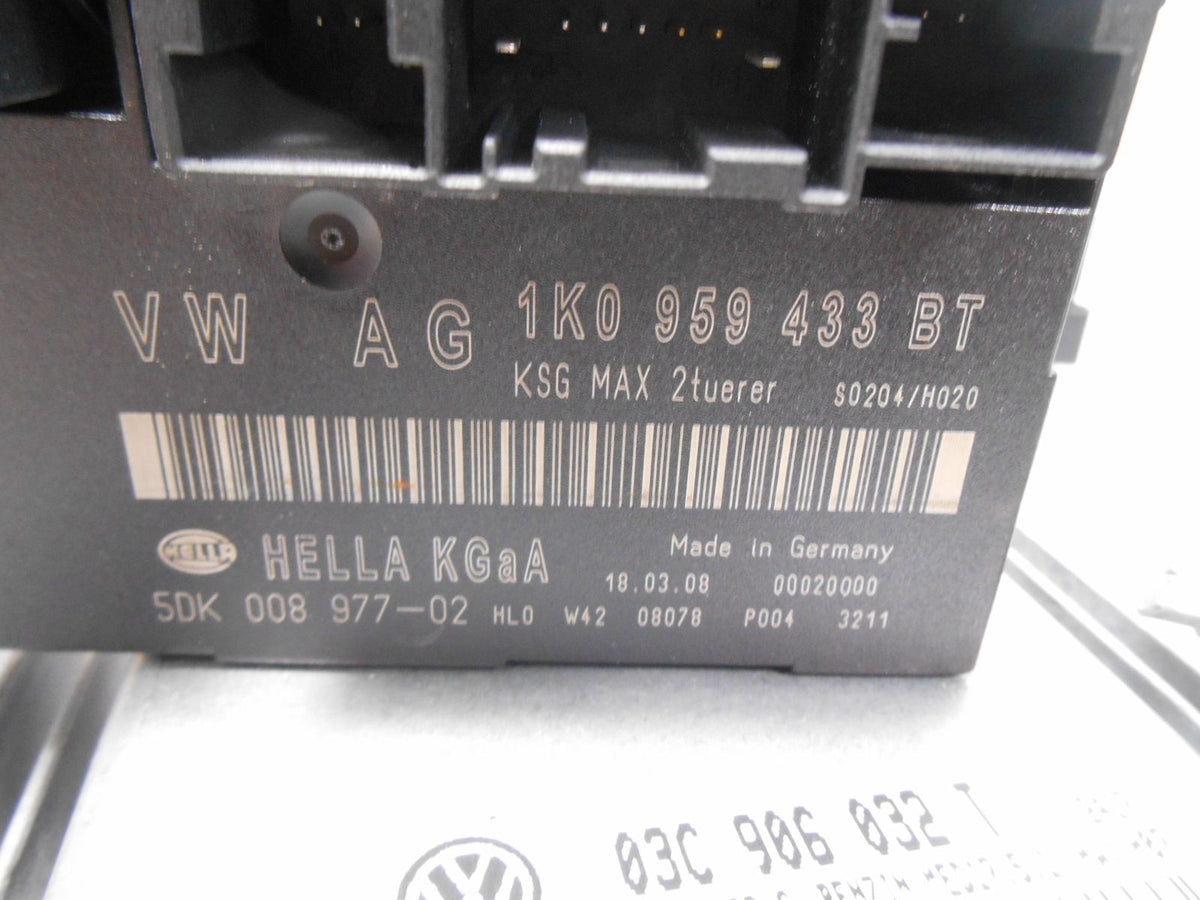 VW AG 1K0 959 433 BT
KSG MAX 2tuerer S0204/H020
HELLA HELLA KGaA Made in Germany
18.03.08 00020000
5DK 008 977-02 HL0 W42 08078 P004 3211
03C 906 032 T